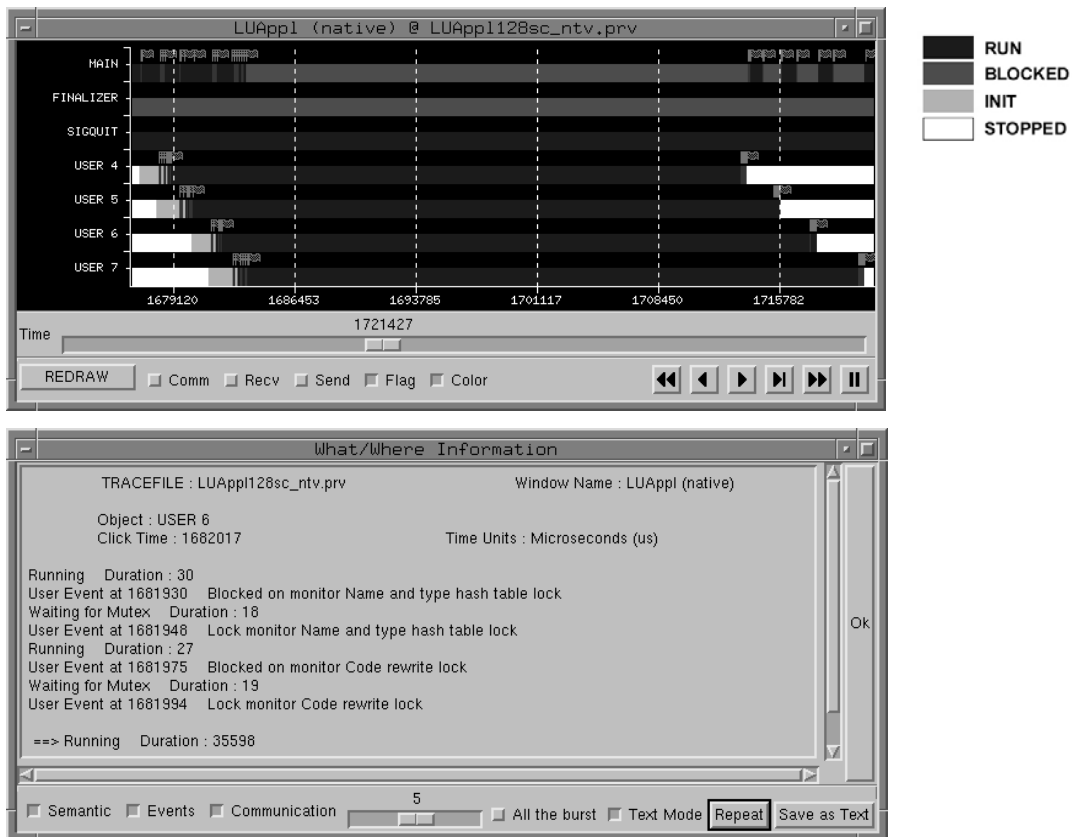 LUAppl (native) @ LUAppl128sc_ntv.prv
MAIN
FINALIZER
SIGQUIT
USER 4
USER 5
USER 6
USER 7
1679120 1686453 1693785 1701117 1708450 1715782
1721427
Time
REDRAW Comm Recv Send Flag Color
RUN
BLOCKED
INIT
STOPPED
What/Where Information
TRACEFILE : LUAppl128sc_ntv.prv Window Name : LUAppl (native)
Object : USER 6
Click Time : 1682017 Time Units : Microseconds (us)
Running Duration : 30
User Event at 1681930 Blocked on monitor Name and type hash table lock
Waiting for Mutex Duration : 18
User Event at 1681948 Lock monitor Name and type hash table lock
Running Duration : 27
User Event at 1681975 Blocked on monitor Code rewrite lock
Waiting for Mutex Duration : 19
User Event at 1681994 Lock monitor Code rewrite lock
==> Running Duration : 35598
Ok
5
Semantic Events Communication All the burst Text Mode Repeat Save as Text